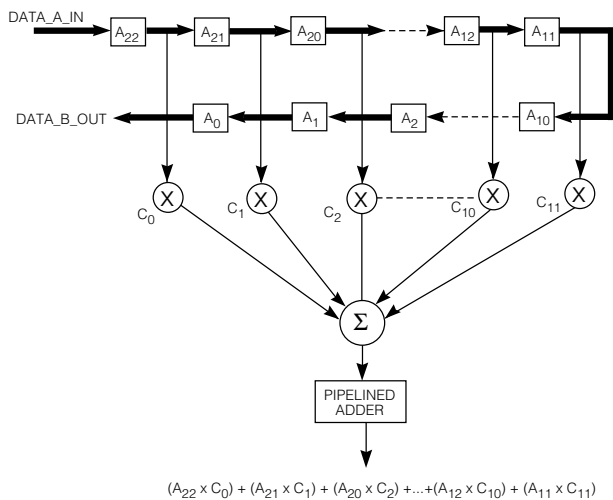 DATA_A_IN
A22 A21 A20 A12 A11
DATA_B_OUT A0 A1 A2 A10
X X X X X
C0 C1 C2 C10 C11
Σ
PIPELINED
ADDER
(A22 x C0) + (A21 x C1) + (A20 x C2) +...+(A12 x C10) + (A11 x C11)